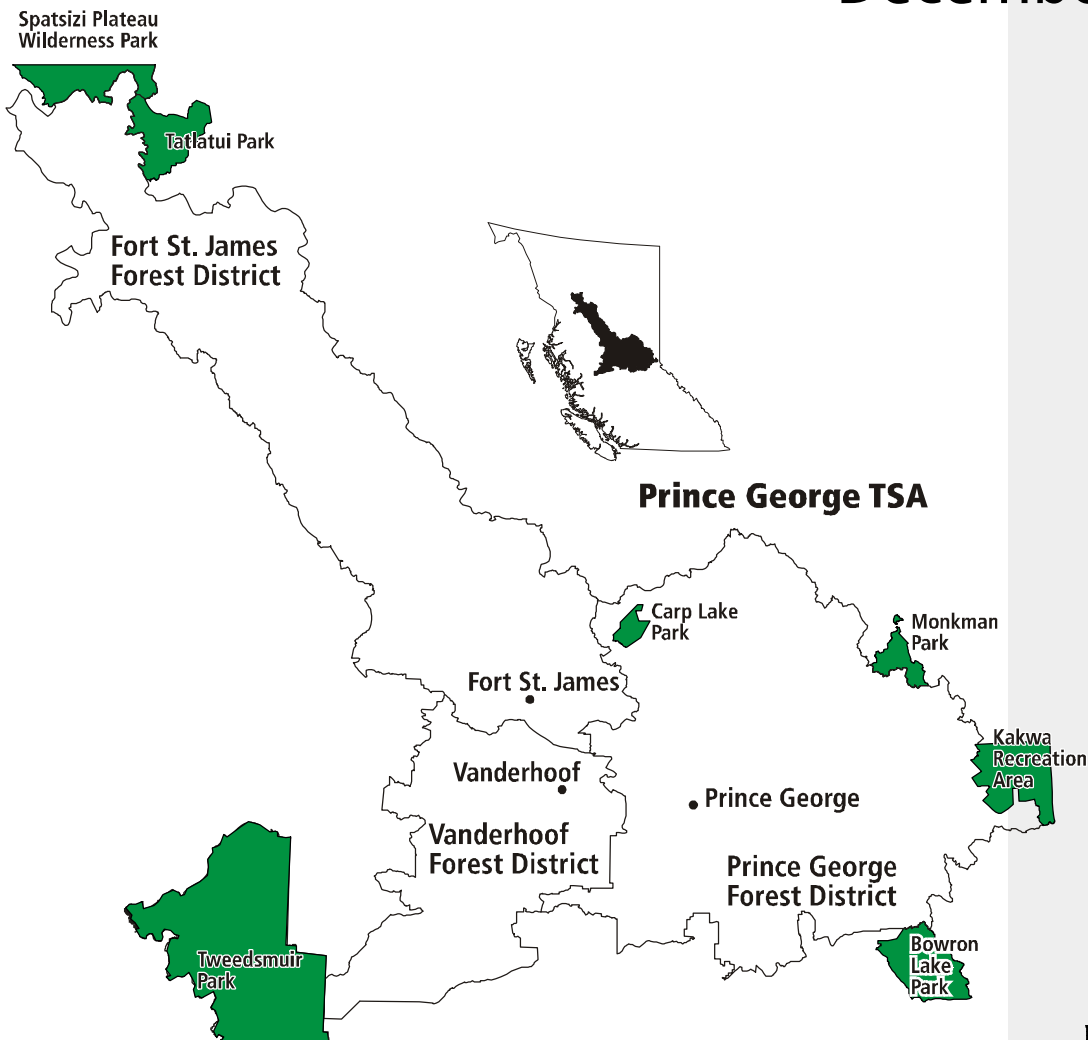 Spatsizi Plateau
Wilderness Park
Tatlatui Park
Fort St. James
Forest District
Prince George TSA
Carp Lake
Park
Monkman
Park
Fort St. James
Kakwa
Recreation
Area
Vanderhoof
Prince George
Vanderhoof
Forest District
Prince George
Forest District
Tweedsmuir
Park
Bowron
Lake
Park